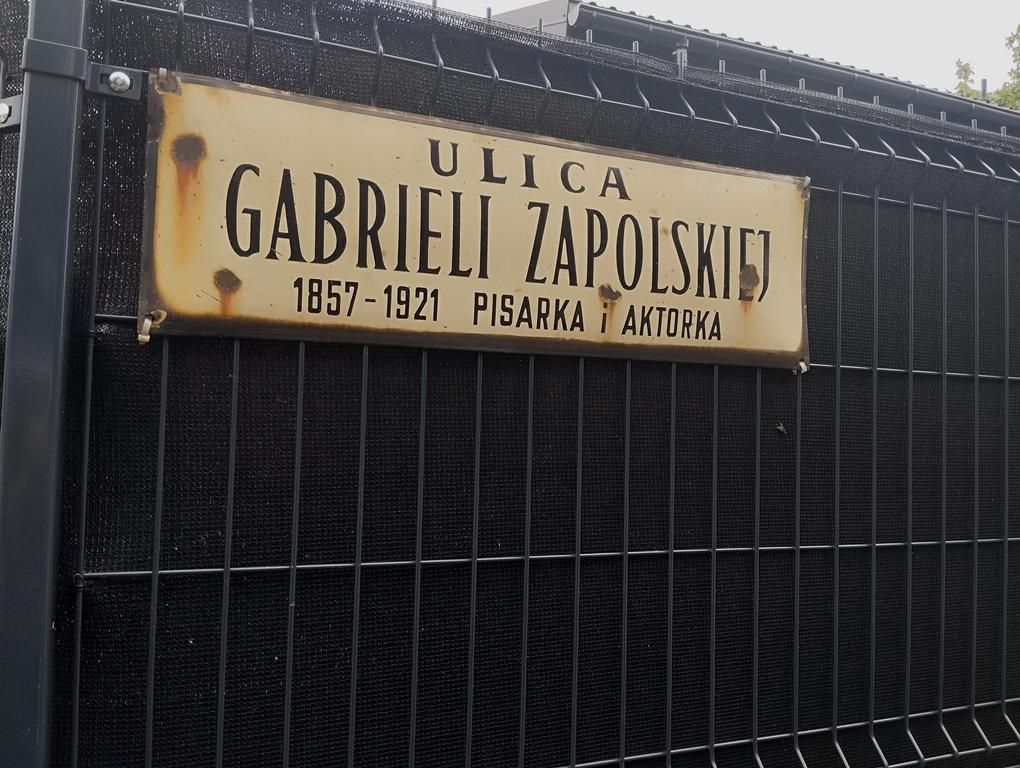 ULICA
GABRIELI ZAPOLSKIEJ
1857-1921 PISARKA i AKTORKA